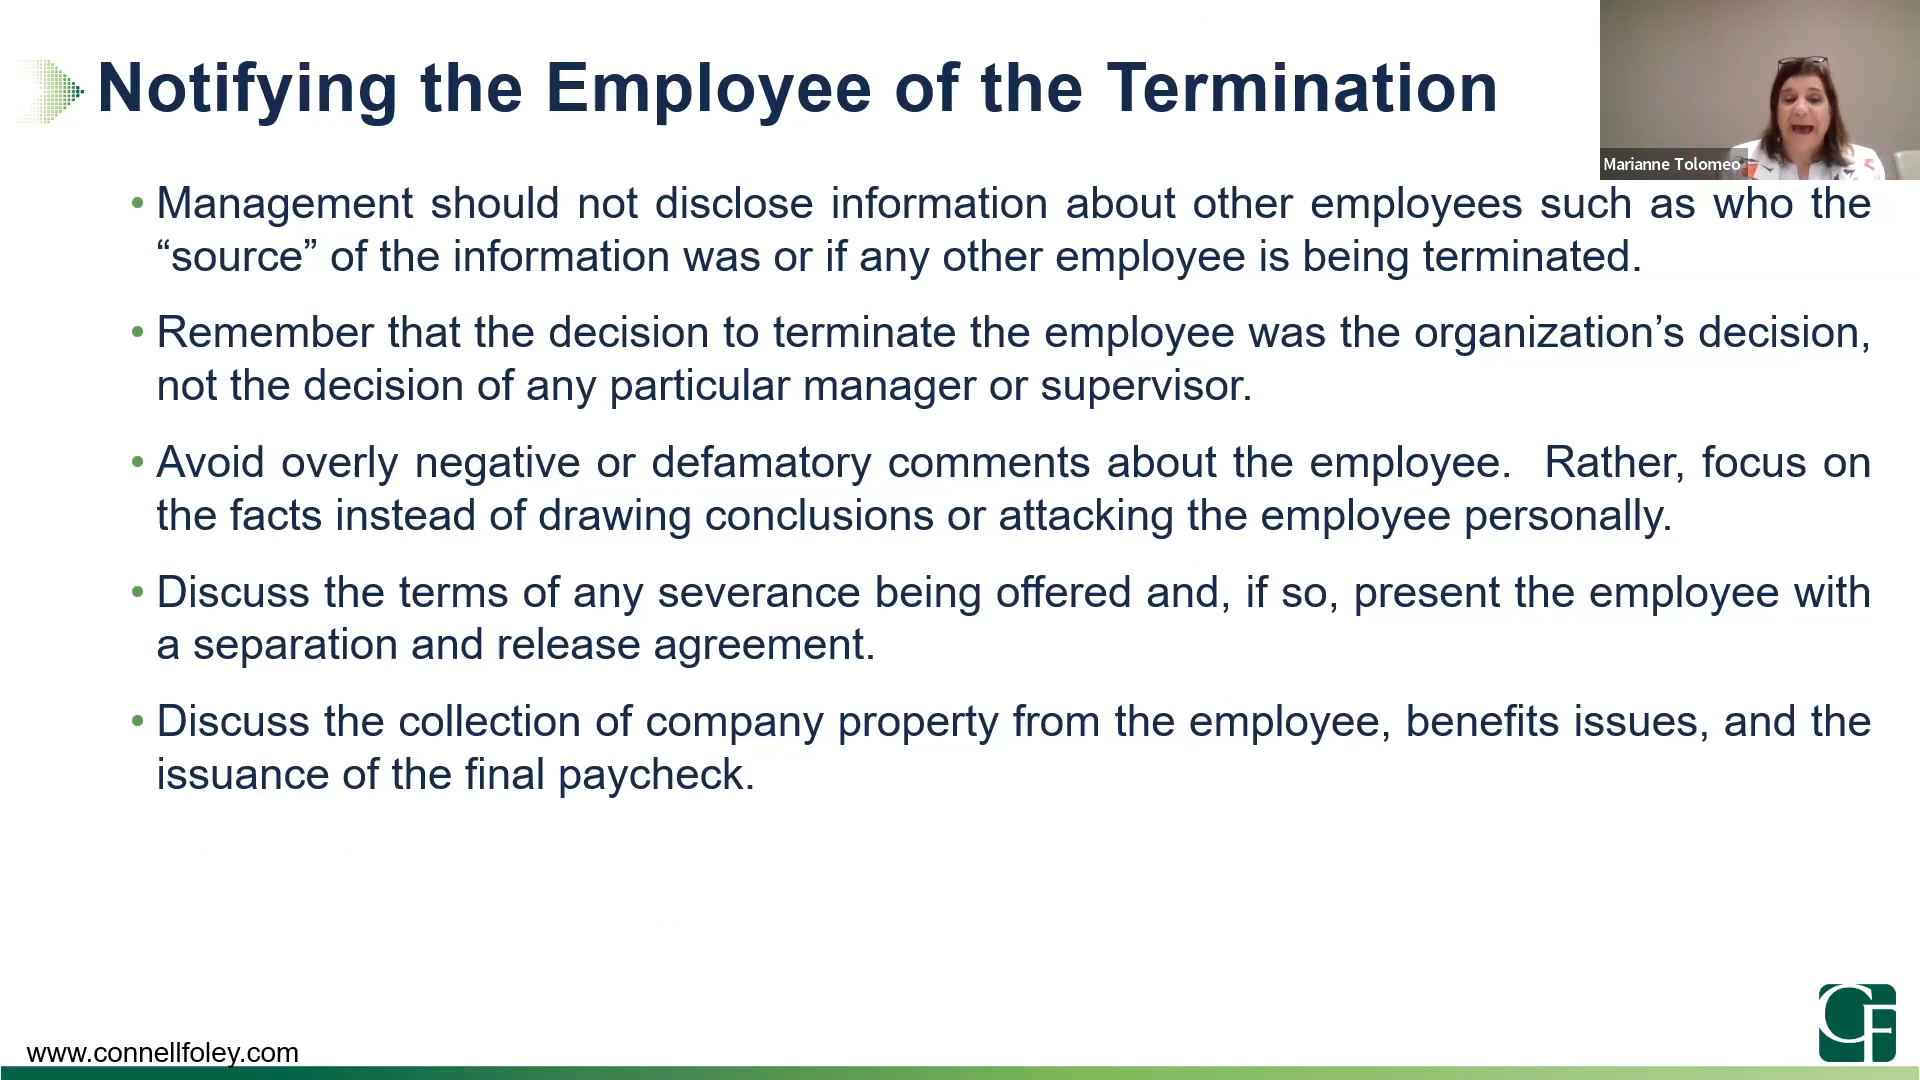 Notifying the Employee of the Termination
Marianne Tolomeo
• Management should not disclose information about other employees such as who the
“source” of the information was or if any other employee is being terminated.
• Remember that the decision to terminate the employee was the organization’s decision,
not the decision of any particular manager or supervisor.
• Avoid overly negative or defamatory comments about the employee.  Rather, focus on
the facts instead of drawing conclusions or attacking the employee personally.
• Discuss the terms of any severance being offered and, if so, present the employee with
a separation and release agreement.
• Discuss the collection of company property from the employee, benefits issues, and the
issuance of the final paycheck.
CF
www.connellfoley.com